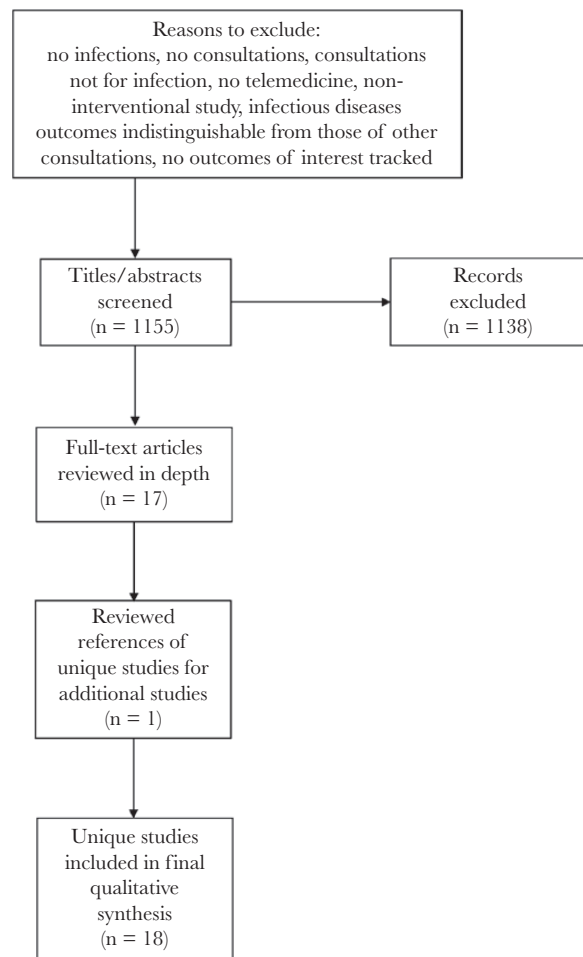 Reasons to exclude:
no infections, no consultations, consultations
not for infection, no telemedicine, non-
interventional study, infectious diseases
outcomes indistinguishable from those of other
consultations, no outcomes of interest tracked
Titles/abstracts
screened
(n = 1155)
Records
excluded
(n = 1138)
Full-text articles
reviewed in depth
(n = 17)
Reviewed
references of
unique studies for
additional studies
(n = 1)
Unique studies
included in final
qualitative
synthesis
(n = 18)